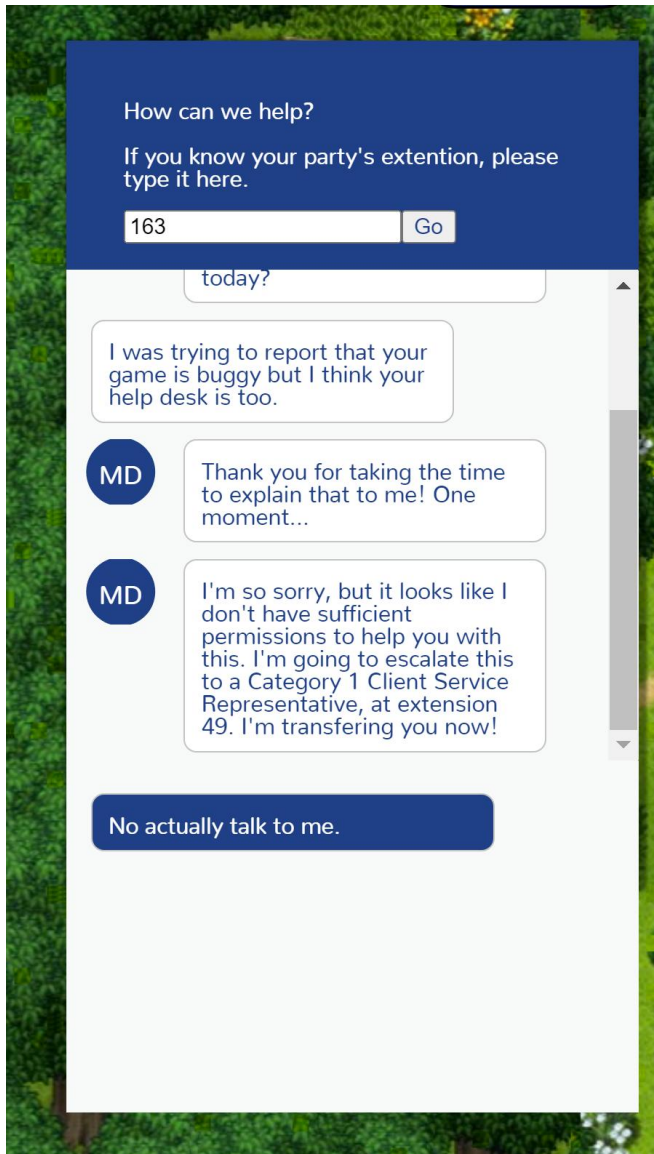 How can we help?
If you know your party's extention, please
type it here.
163
Go
today?
I was trying to report that your
game is buggy but I think your
help desk is too.
MD
Thank you for taking the time
to explain that to me! One
moment...
MD
I'm so sorry, but it looks like I
don't have sufficient
permissions to help you with
this. I'm going to escalate this
to a Category 1 Client Service
Representative, at extension
49. I'm transfering you now!
No actually talk to me.